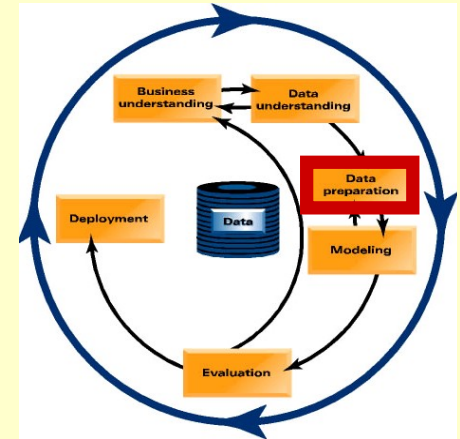 Business
understanding
Data
understanding
Data
preparation
Deployment
Data
Modeling
Evaluation